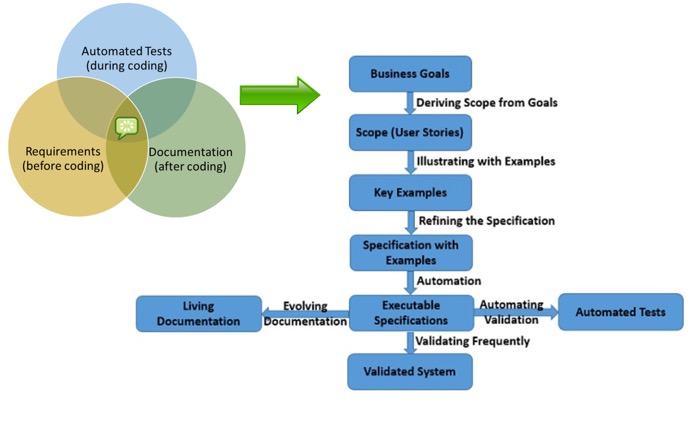 Automated Tests
(during coding)
Requirements
(before coding)
Documentation
(after coding)
Business Goals
Deriving Scope from Goals
Scope (User Stories)
Illustrating with Examples
Key Examples
Refining the Specification
Specification with
Examples
Automation
Living
Documentation
Evolving
Documentation
Executable
Specifications
Automating
Validation
Automated Tests
Validating Frequently
Validated System